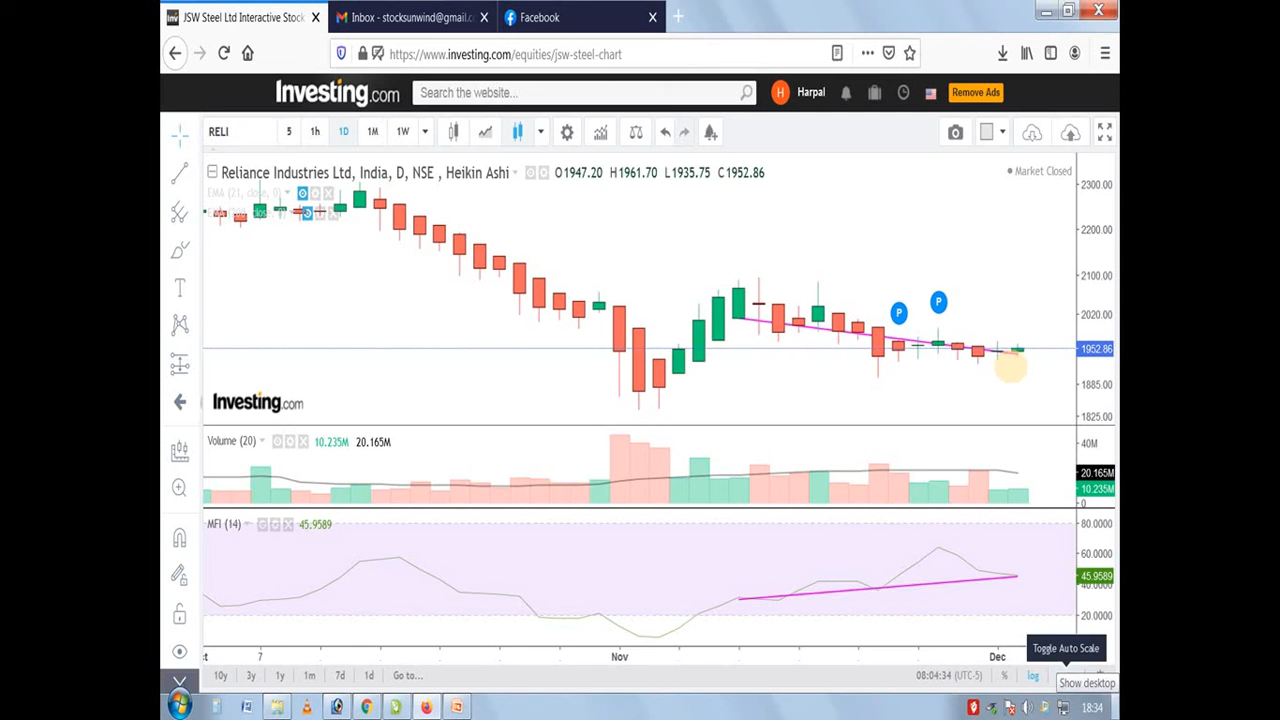 JSW Steel Ltd Interactive Stock
Inbox - stocksunwind@gmail.c
Facebook
https://www.investing.com/equities/jsw-steel-chart
Investing.com
Search the website...
H
Harpal
Remove Ads
RELI
5
1h
1D
1M
1W
Reliance Industries Ltd, India, D, NSE , Heikin Ashi
O1947.20 H1961.70 L1935.75 C1952.86
Market Closed
2300.00
2200.00
2100.00
2020.00
1952.86
1885.00
1825.00
P
P
Investing.com
Volume (20)
10.235M 20.165M
40M
20.165M
10.235M
0
MFI (14)
45.9589
80.0000
60.0000
45.9589
40.0000
20.0000
7
Nov
Dec
Toggle Auto Scale
10y
3y
1y
1m
7d
1d
Go to...
08:04:34 (UTC-5)
%
log
Show desktop
18:34